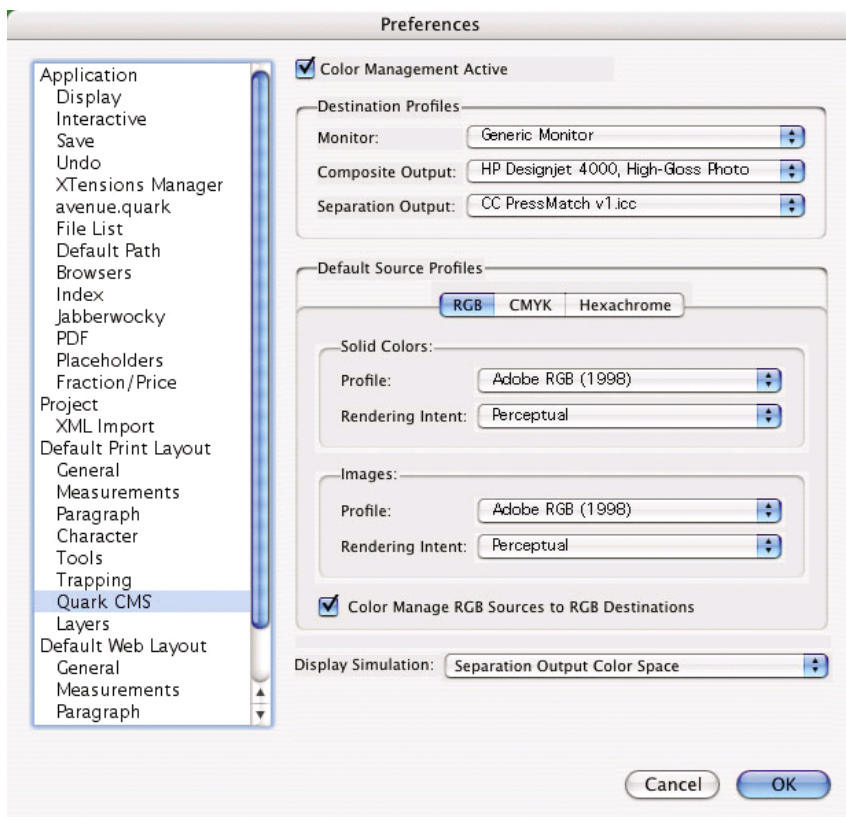 Preferences
Application
Display
Interactive
Save
Undo
XTensions Manager
avenue.quark
File List
Default Path
Browsers
Index
Jabberwocky
PDF
Placeholders
Fraction/Price
Project
XML Import
Default Print Layout
General
Measurements
Paragraph
Character
Tools
Trapping
Quark CMS
Layers
Default Web Layout
General
Measurements
Paragraph
Color Management Active
Destination Profiles
Monitor: Generic Monitor
Composite Output: HP Designjet 4000, High-Gloss Photo
Separation Output: CC PressMatch v1.icc
Default Source Profiles
RGB CMYK Hexachrome
Solid Colors:
Profile: Adobe RGB (1998)
Rendering Intent: Perceptual
Images:
Profile: Adobe RGB (1998)
Rendering Intent: Perceptual
Color Manage RGB Sources to RGB Destinations
Display Simulation: Separation Output Color Space
Cancel OK